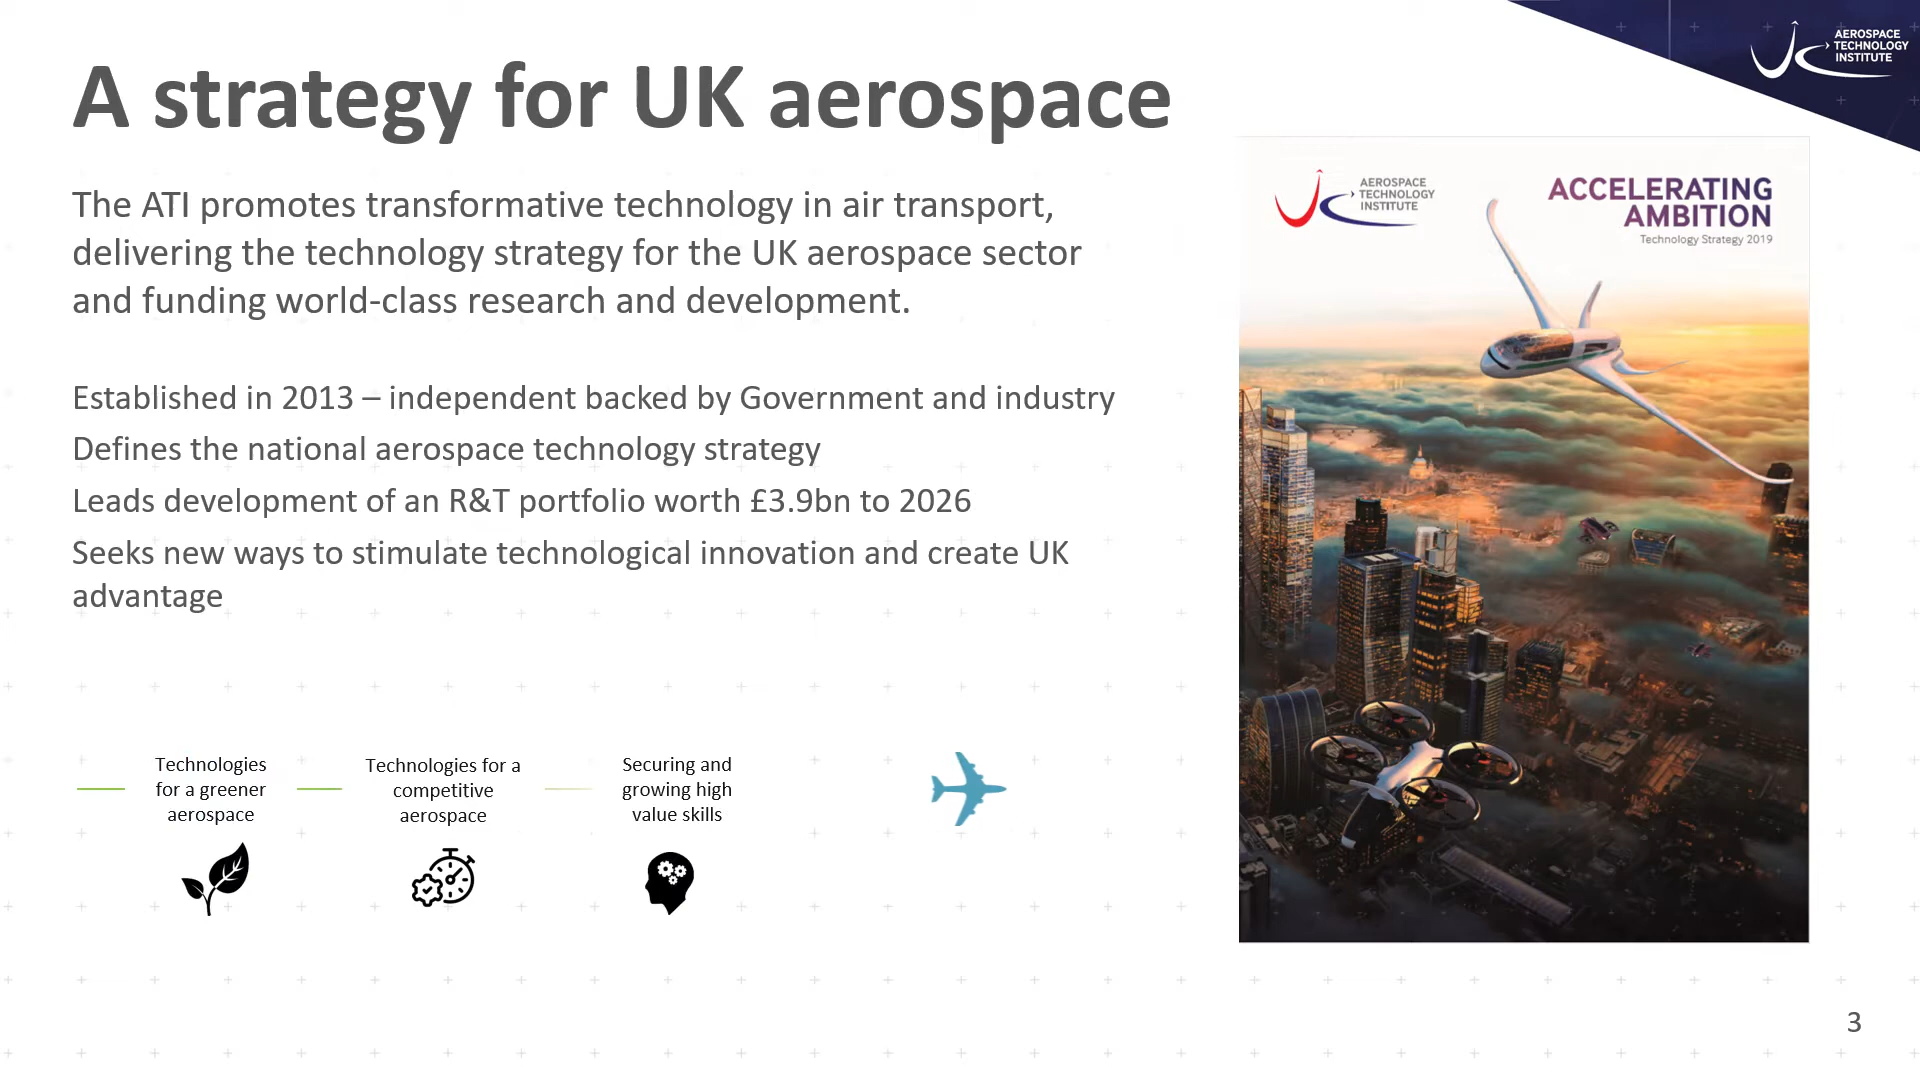 A strategy for UK aerospace
AEROSPACE
TECHNOLOGY
INSTITUTE
The ATI promotes transformative technology in air transport,
delivering the technology strategy for the UK aerospace sector
and funding world-class research and development.
Established in 2013 – independent backed by Government and industry
Defines the national aerospace technology strategy
Leads development of an R&T portfolio worth £3.9bn to 2026
Seeks new ways to stimulate technological innovation and create UK
advantage
Technologies
for a greener
aerospace
Technologies for a
competitive
aerospace
Securing and
growing high
value skills
AEROSPACE
TECHNOLOGY
INSTITUTE
ACCELERATING
AMBITION
Technology Strategy 2019
3